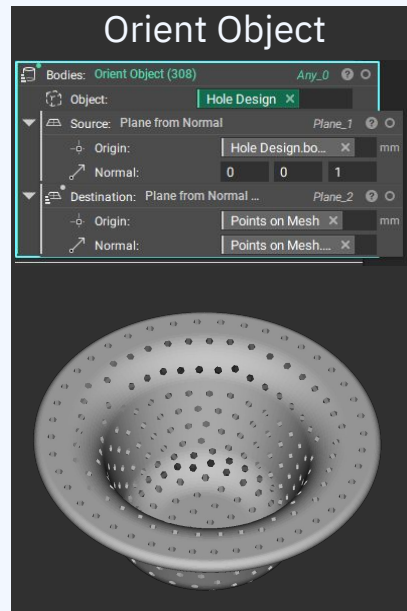 Orient Object
Bodies: Orient Object (308) Any_0 ?
Object: Hole Design ×
Source: Plane from Normal Plane_1 ?
Origin: Hole Design.bo... × mm
Normal: 0 0 1
Destination: Plane from Normal ... Plane_2 ?
Origin: Points on Mesh × mm
Normal: Points on Mesh.... ×